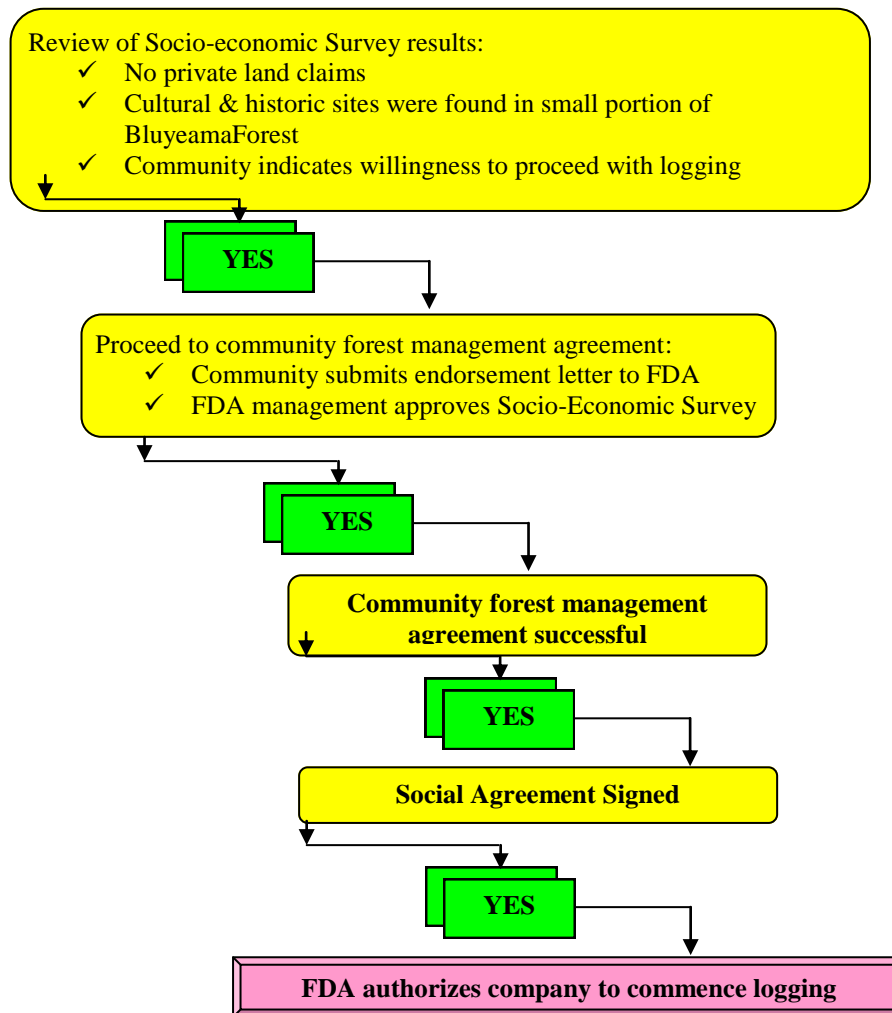 Review of Socio-economic Survey results:
✓ No private land claims
✓ Cultural & historic sites were found in small portion of
BluyeamaForest
✓ Community indicates willingness to proceed with logging
YES
Proceed to community forest management agreement:
✓ Community submits endorsement letter to FDA
✓ FDA management approves Socio-Economic Survey
YES
Community forest management
agreement successful
YES
Social Agreement Signed
YES
FDA authorizes company to commence logging